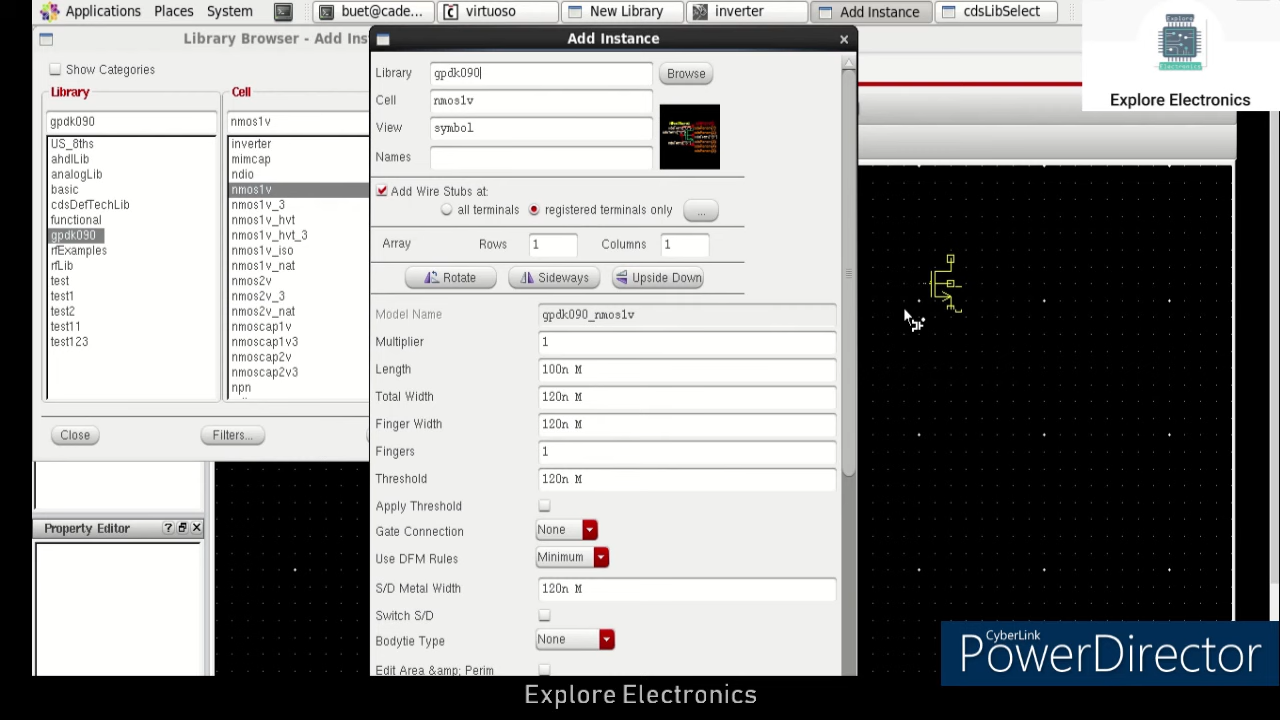 Applications Places System buet@cade... virtuoso New Library inverter Add Instance cdsLibSelect
Library Browser - Add Ins
Add Instance
Explore Electronics
Show Categories
Library
Cell
gpdk090
nmos1v
US_8ths
ahdlLib
analogLib
basic
cdsDefTechLib
functional
gpdk090
rfExamples
rfLib
test
test1
test2
test11
test123
inverter
mimcap
ndio
nmos1v
nmos1v_3
nmos1v_hvt
nmos1v_hvt_3
nmos1v_iso
nmos1v_nat
nmos2v
nmos2v_3
nmos2v_nat
nmoscap1v
nmoscap1v3
nmoscap2v
nmoscap2v3
npn
Close
Filters...
Property Editor
Library gpdk090 Browse
Cell nmos1v
View symbol
Names
Add Wire Stubs at:
all terminals registered terminals only ...
Array Rows 1 Columns 1
Rotate Sideways Upside Down
Model Name gpdk090_nmos1v
Multiplier 1
Length 100n M
Total Width 120n M
Finger Width 120n M
Fingers 1
Threshold 120n M
Apply Threshold
Gate Connection None
Use DFM Rules Minimum
S/D Metal Width 120n M
Switch S/D
Bodytie Type None
Edit Area &amp; Perim
CyberLink
PowerDirector
Explore Electronics